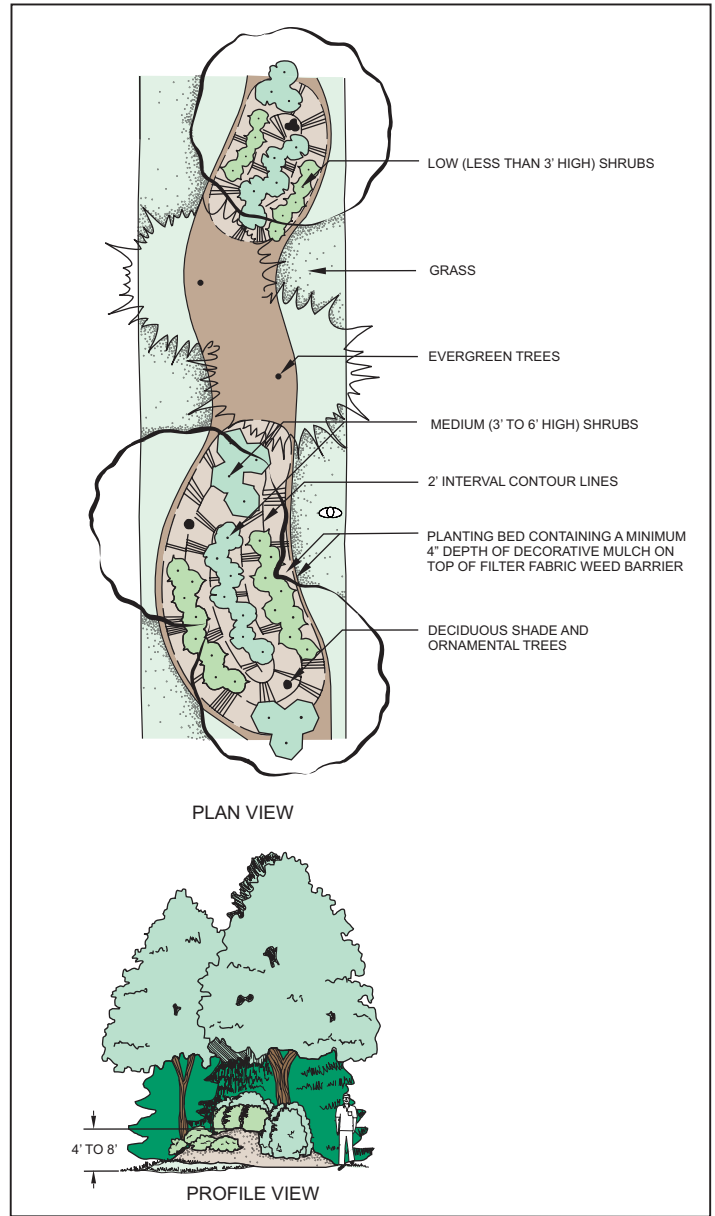 LOW (LESS THAN 3' HIGH) SHRUBS
GRASS
EVERGREEN TREES
MEDIUM (3' TO 6' HIGH) SHRUBS
2' INTERVAL CONTOUR LINES
PLANTING BED CONTAINING A MINIMUM
4" DEPTH OF DECORATIVE MULCH ON
TOP OF FILTER FABRIC WEED BARRIER
DECIDUOUS SHADE AND
ORNAMENTAL TREES
PLAN VIEW
4' TO 8'
PROFILE VIEW